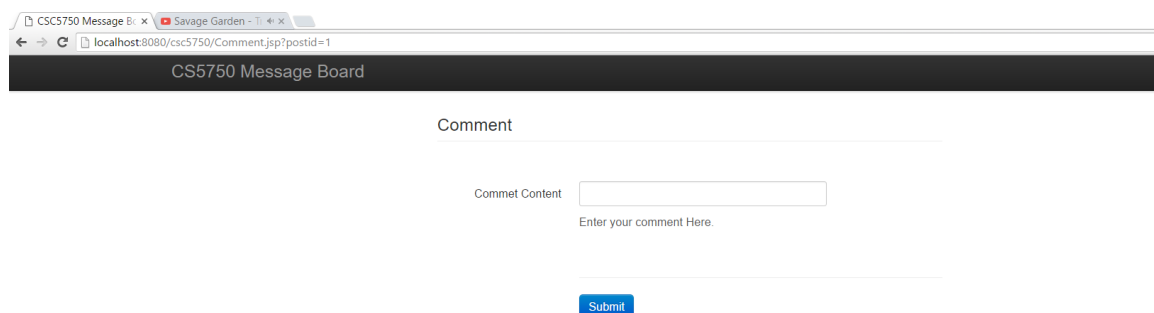 CSC5750 Message Bo Savage Garden - T
localhost:8080/csc5750/Comment.jsp?postid=1
CS5750 Message Board
Comment
Commet Content
Enter your comment Here.
Submit